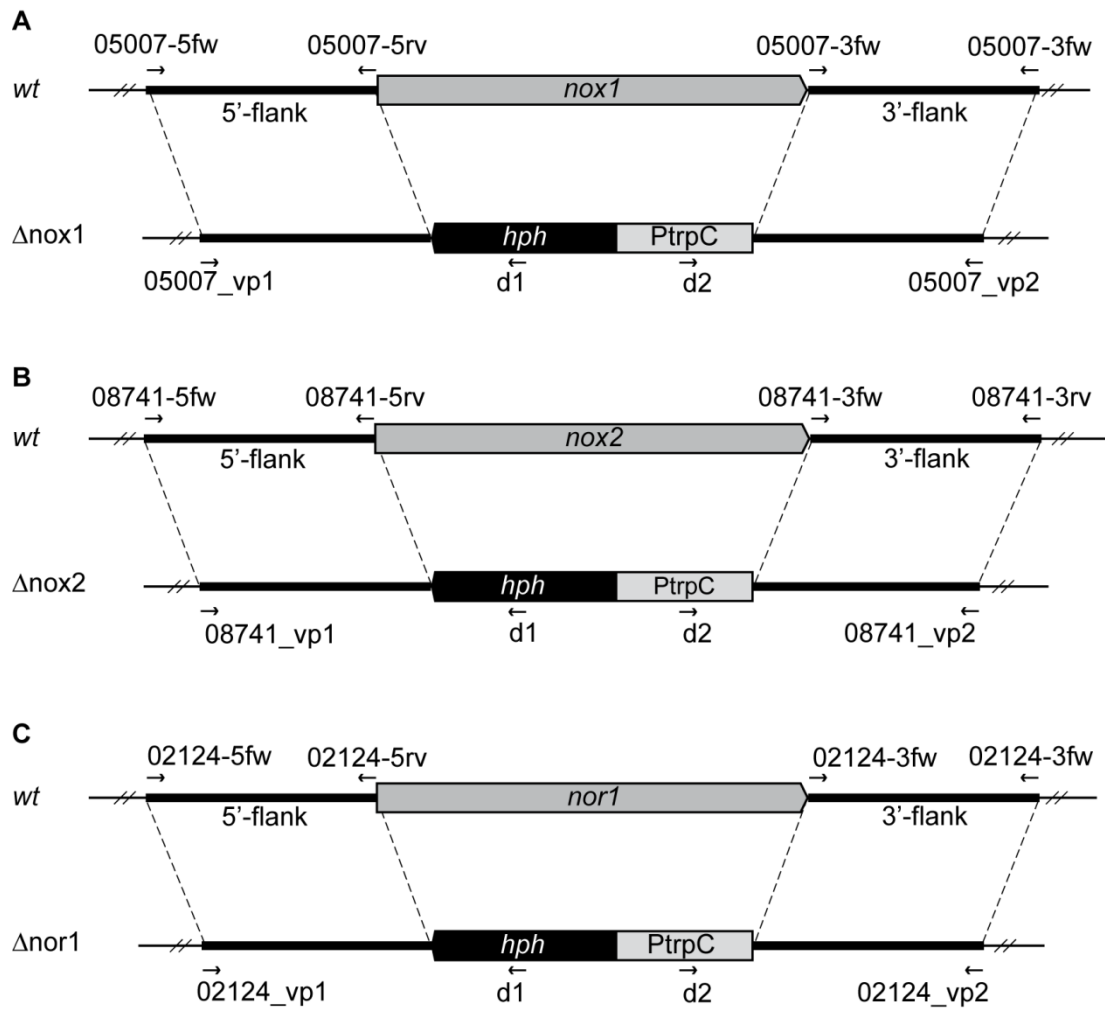 A
05007-5fw 05007-5rv 05007-3fw 05007-3fw
wt nox1
5’-flank 3’-flank
Δnox1 hph PtrpC
05007_vp1 d1 d2 05007_vp2
B
08741-5fw 08741-5rv 08741-3fw 08741-3rv
wt nox2
5’-flank 3’-flank
Δnox2 hph PtrpC
08741_vp1 d1 d2 08741_vp2
C
02124-5fw 02124-5rv 02124-3fw 02124-3fw
wt nor1
5’-flank 3’-flank
Δnor1 hph PtrpC
02124_vp1 d1 d2 02124_vp2